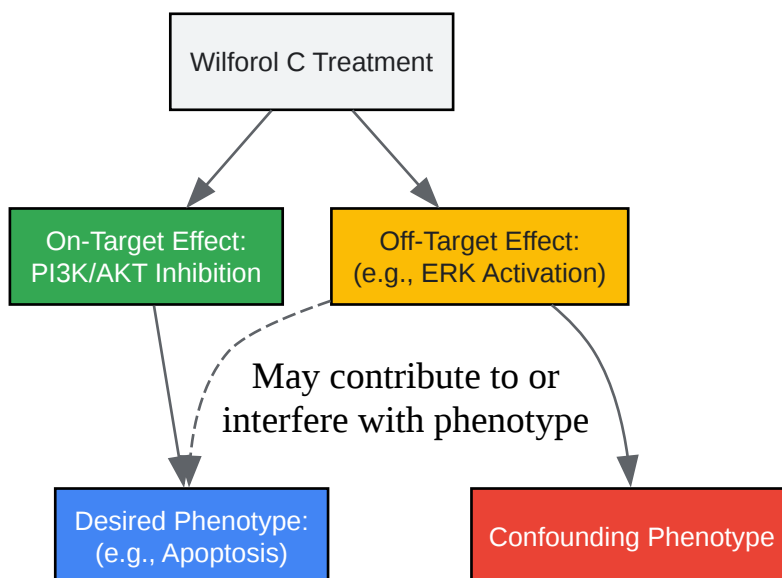 Wilforol C Treatment
On-Target Effect:
PI3K/AKT Inhibition
Off-Target Effect:
(e.g., ERK Activation)
May contribute to or
interfere with phenotype
Desired Phenotype:
(e.g., Apoptosis)
Confounding Phenotype